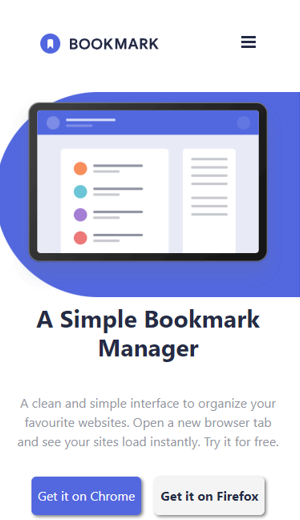 BOOKMARK
A Simple Bookmark
Manager
A clean and simple interface to organize your
favourite websites. Open a new browser tab
and see your sites load instantly. Try it for free.
Get it on Chrome
Get it on Firefox